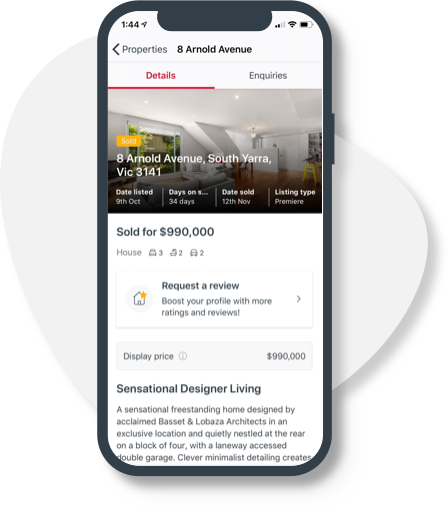 1:44
Properties 8 Arnold Avenue
Details Enquiries
Sold
8 Arnold Avenue, South Yarra,
Vic 3141
Date listed Days on s... Date sold Listing type
9th Oct 34 days 12th Nov Premiere
Sold for $990,000
House 3 2 2
Request a review
Boost your profile with more
ratings and reviews!
Display price $990,000
Sensational Designer Living
A sensational freestanding home designed by
acclaimed Basset & Lobaza Architects in an
exclusive location and quietly nestled at the rear
on a block of four, with a laneway accessed
double garage. Clever minimalist detailing creates